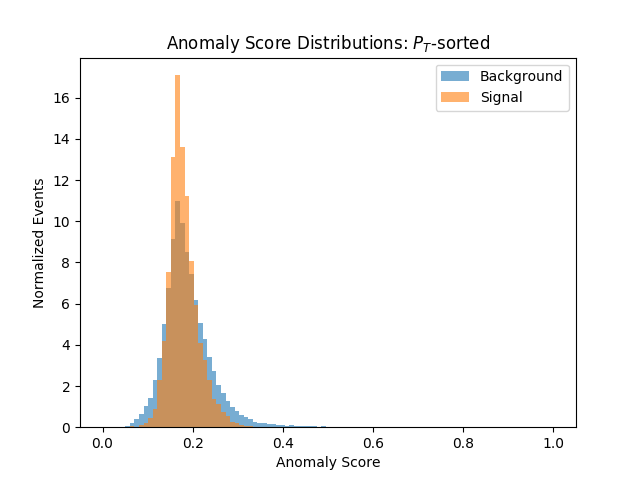 Anomaly Score Distributions: P_T-sorted
Background
Signal
Normalized Events
16
14
12
10
8
6
4
2
0
0.0 0.2 0.4 0.6 0.8 1.0
Anomaly Score